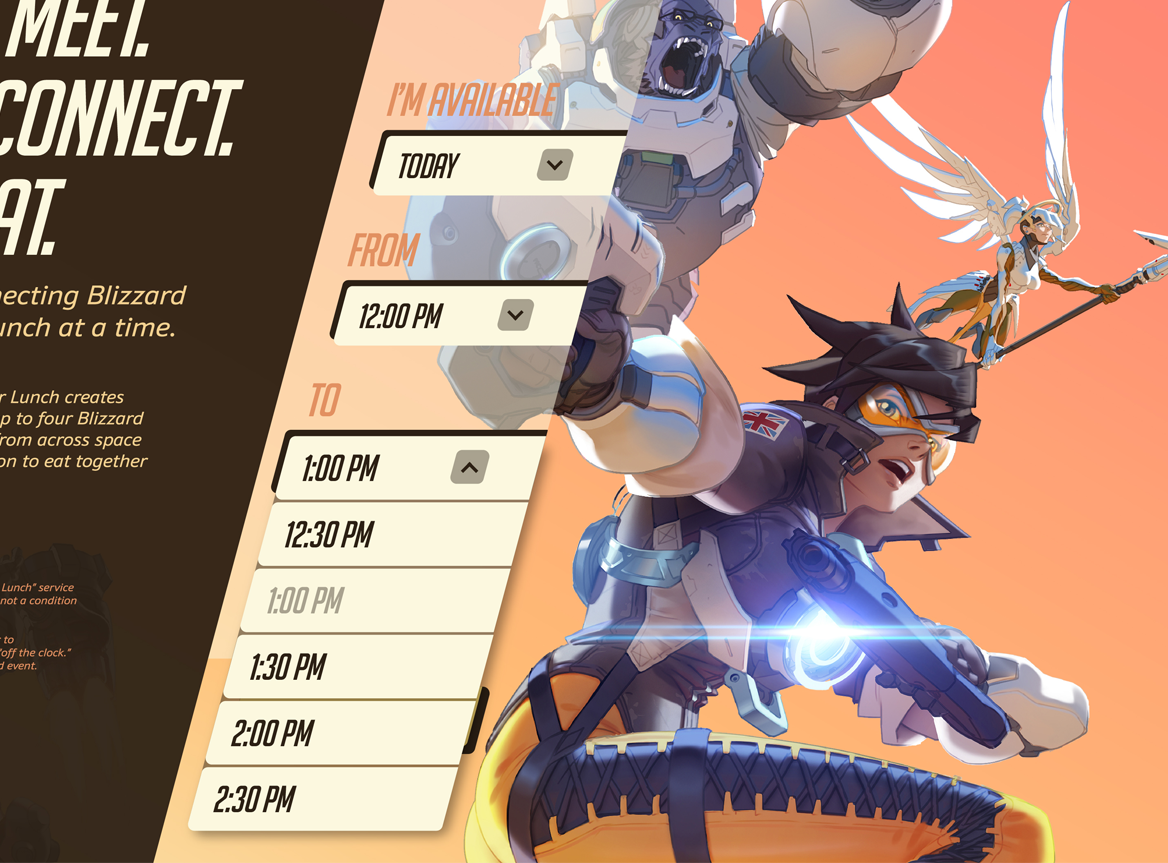 MEET.
CONNECT.
AT.
necting Blizzard
unch at a time.
r Lunch creates
p to four Blizzard
from across space
on to eat together
Lunch" service
not a condition
to
"off the clock."
d event.
I'M AVAILABLE
TODAY
FROM
12:00 PM
TO
1:00 PM
12:30 PM
1:00 PM
1:30 PM
2:00 PM
2:30 PM